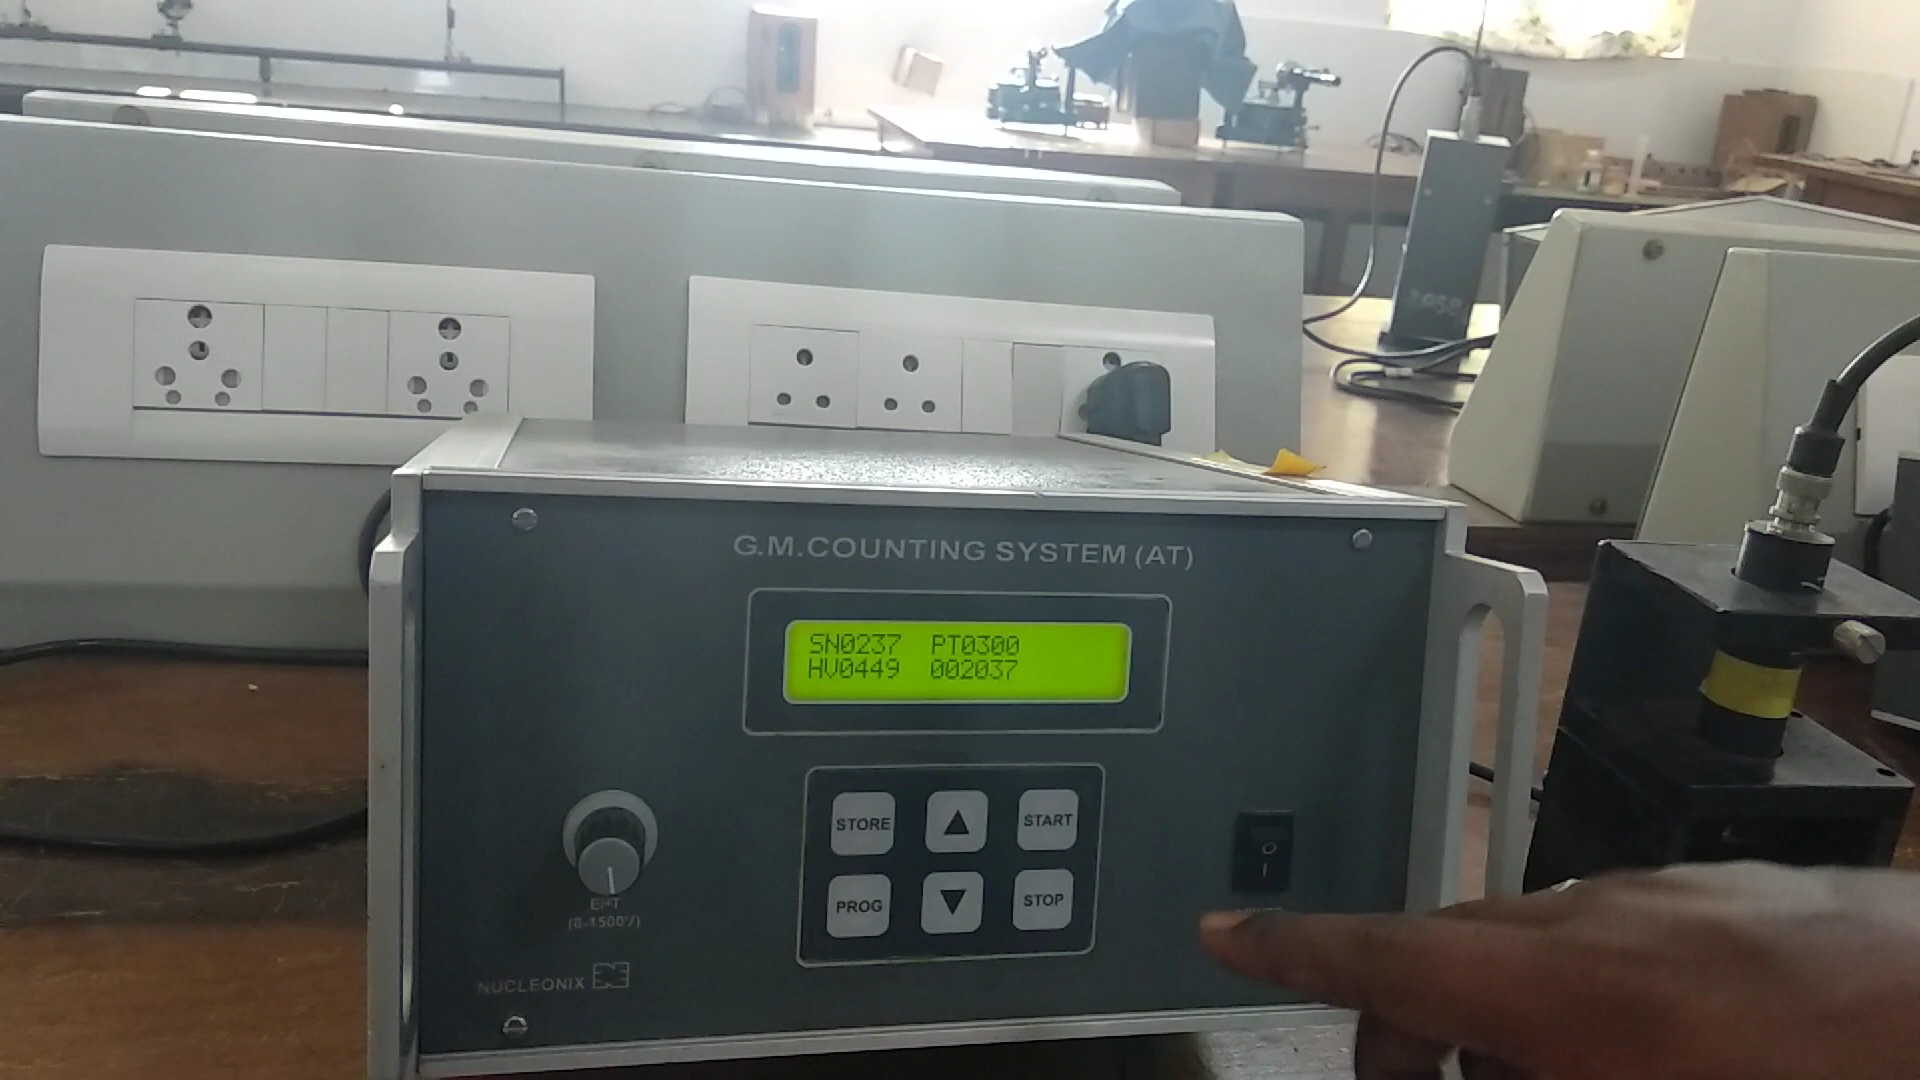 G.M.COUNTING SYSTEM (AT)
SN0237 PT0300
HV0449 002037
STORE
START
PROG
STOP
EHT
(0-1500V)
NUCLEONIX